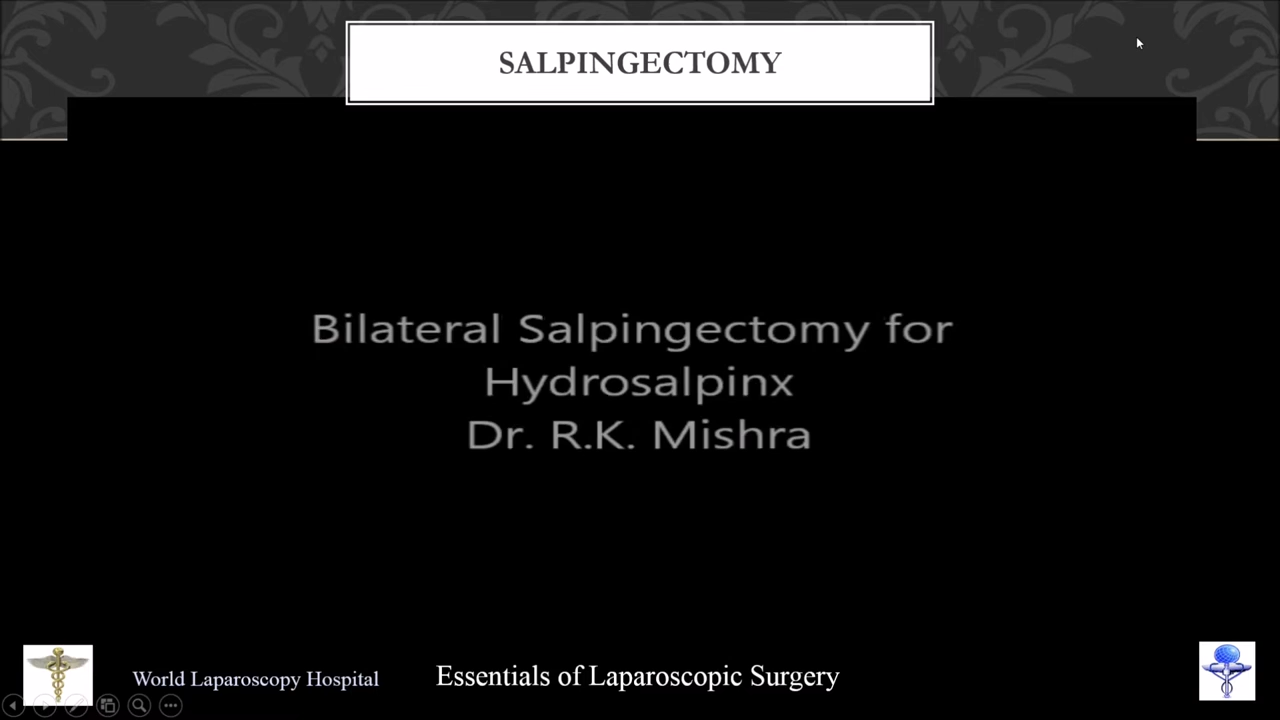 SALPINGECTOMY
Bilateral Salpingectomy for
Hydrosalpinx
Dr. R.K. Mishra
World Laparoscopy Hospital
Essentials of Laparoscopic Surgery